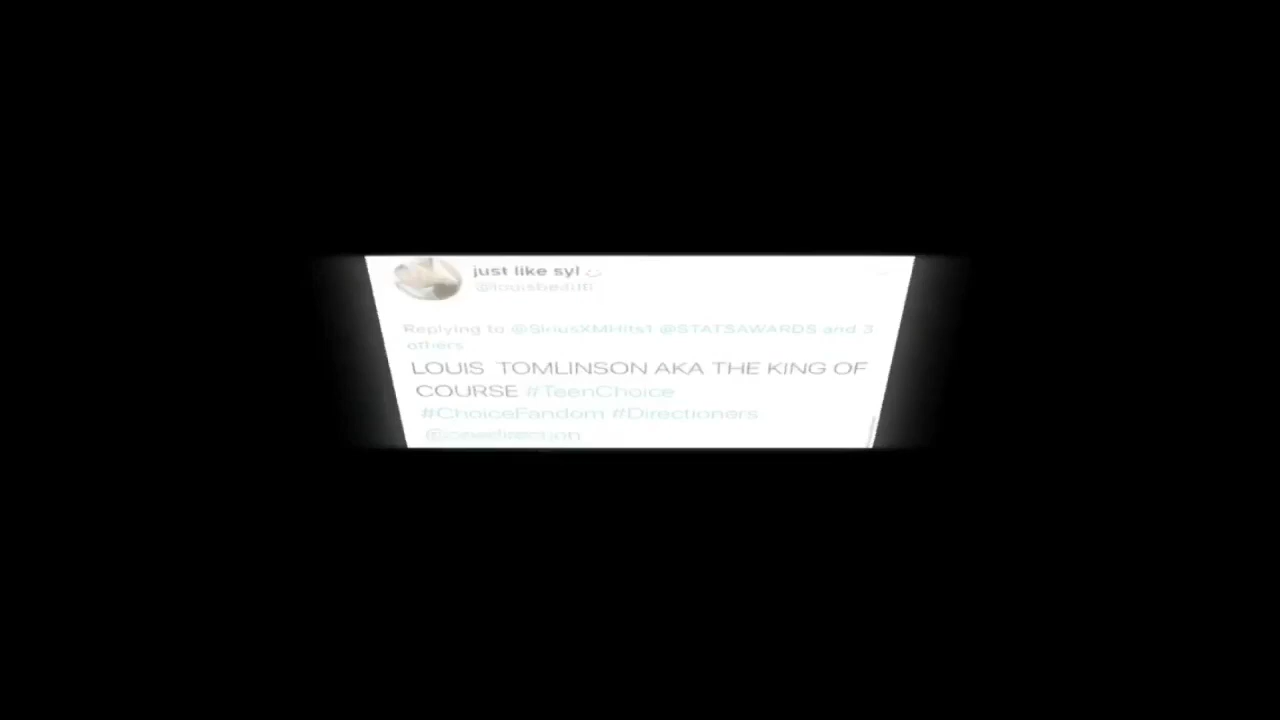 just like syl
Replying to @SiriusXMHits1 @STATSAWARDS and 3
others
LOUIS TOMLINSON AKA THE KING OF
COURSE #TeenChoice
#ChoiceFandom #Directioners
@onedirection